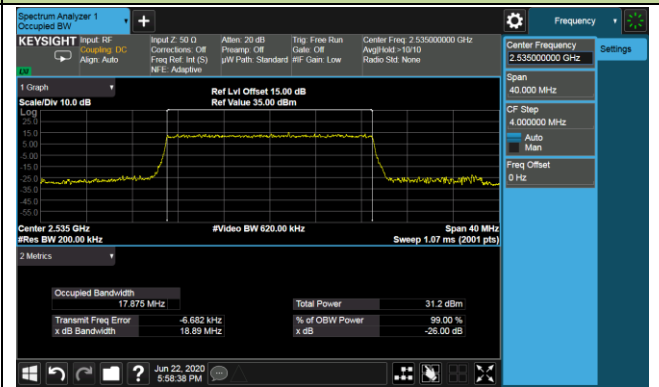 Spectrum Analyzer 1
Occupied BW
Frequency
KEYSIGHT
Input: RF
Coupling: DC
Align: Auto
Input Z: 50 Ω
Corrections: Off
Freq Ref: Int (S)
NFE: Adaptive
Atten: 20 dB
Preamp: Off
µW Path: Standard
Trig: Free Run
Gate: Off
#IF Gain: Low
Center Freq: 2.535000000 GHz
Avg|Hold:>10/10
Radio Std: None
Center Frequency
2.535000000 GHz
Settings
Span
40.000 MHz
CF Step
4.000000 MHz
Auto
Man
Freq Offset
0 Hz
1 Graph
Scale/Div 10.0 dB
Ref Lvl Offset 15.00 dB
Ref Value 35.00 dBm
Log
25.0
15.0
5.00
-5.00
-15.0
-25.0
-35.0
-45.0
-55.0
Center 2.535 GHz
#Res BW 200.00 kHz
#Video BW 620.00 kHz
Span 40 MHz
Sweep 1.07 ms (2001 pts)
2 Metrics
Occupied Bandwidth
17.875 MHz
Total Power 31.2 dBm
Transmit Freq Error -6.682 kHz
% of OBW Power 99.00 %
x dB Bandwidth 18.89 MHz
x dB -26.00 dB
Jun 22, 2020
5:58:38 PM